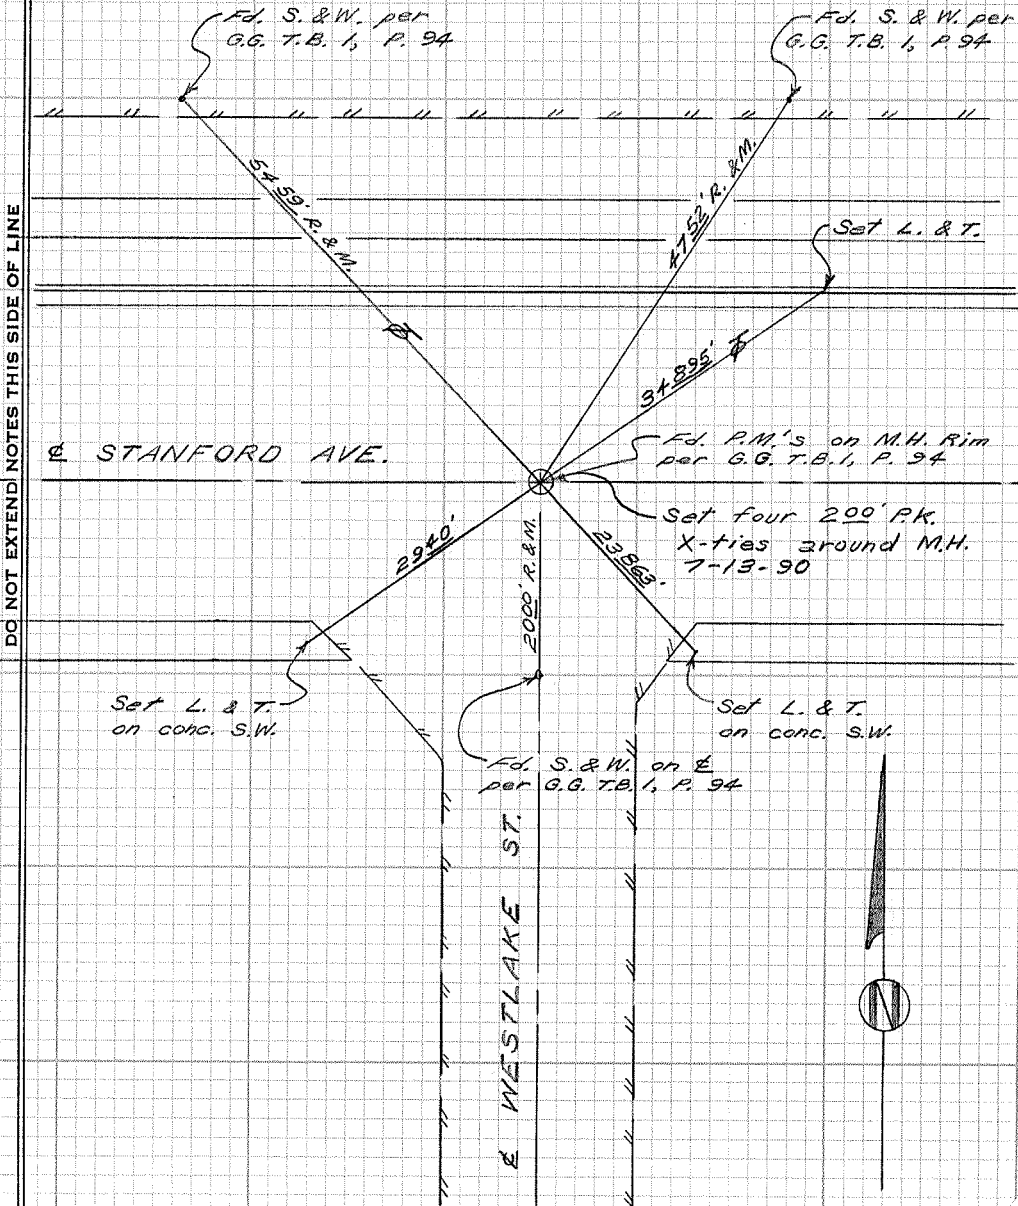 Fd. S. & W. per
G.G. T.B. 1, P. 94
Fd. S. & W. per
G.G. T.B. 1, P. 94
54.59' R. & M.
47.52' R. & M.
Set L. & T.
34.895'
DO NOT EXTEND NOTES THIS SIDE OF LINE
℄ STANFORD AVE.
Fd. P.M.'s on M.H. Rim
per G.G. T.B. 1, P. 94
Set four 2.00' P.K.
X-ties around M.H.
7-13-90
29.40'
20.00' R. & M.
23.863'
Set L. & T.
on conc. S.W.
Set L. & T.
on conc. S.W.
Fd. S. & W. on ℄
per G.G. T.B. 1, P. 94
℄ WESTLAKE ST.
N